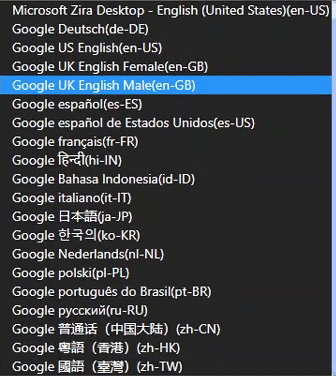 Microsoft Zira Desktop - English (United States)(en-US)
Google Deutsch(de-DE)
Google US English(en-US)
Google UK English Female(en-GB)
Google UK English Male(en-GB)
Google español(es-ES)
Google español de Estados Unidos(es-US)
Google français(fr-FR)
Google हिन्दी(hi-IN)
Google Bahasa Indonesia(id-ID)
Google italiano(it-IT)
Google 日本語(ja-JP)
Google 한국의(ko-KR)
Google Nederlands(nl-NL)
Google polski(pl-PL)
Google português do Brasil(pt-BR)
Google русский(ru-RU)
Google 普通话（中国大陆）(zh-CN)
Google 粤語（香港）(zh-HK)
Google 國語（臺灣）(zh-TW)